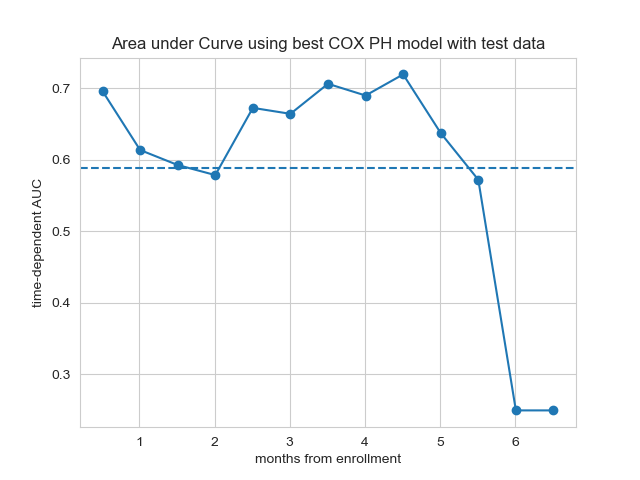 Area under Curve using best COX PH model with test data
time-dependent AUC
0.7
0.6
0.5
0.4
0.3
1 2 3 4 5 6
months from enrollment